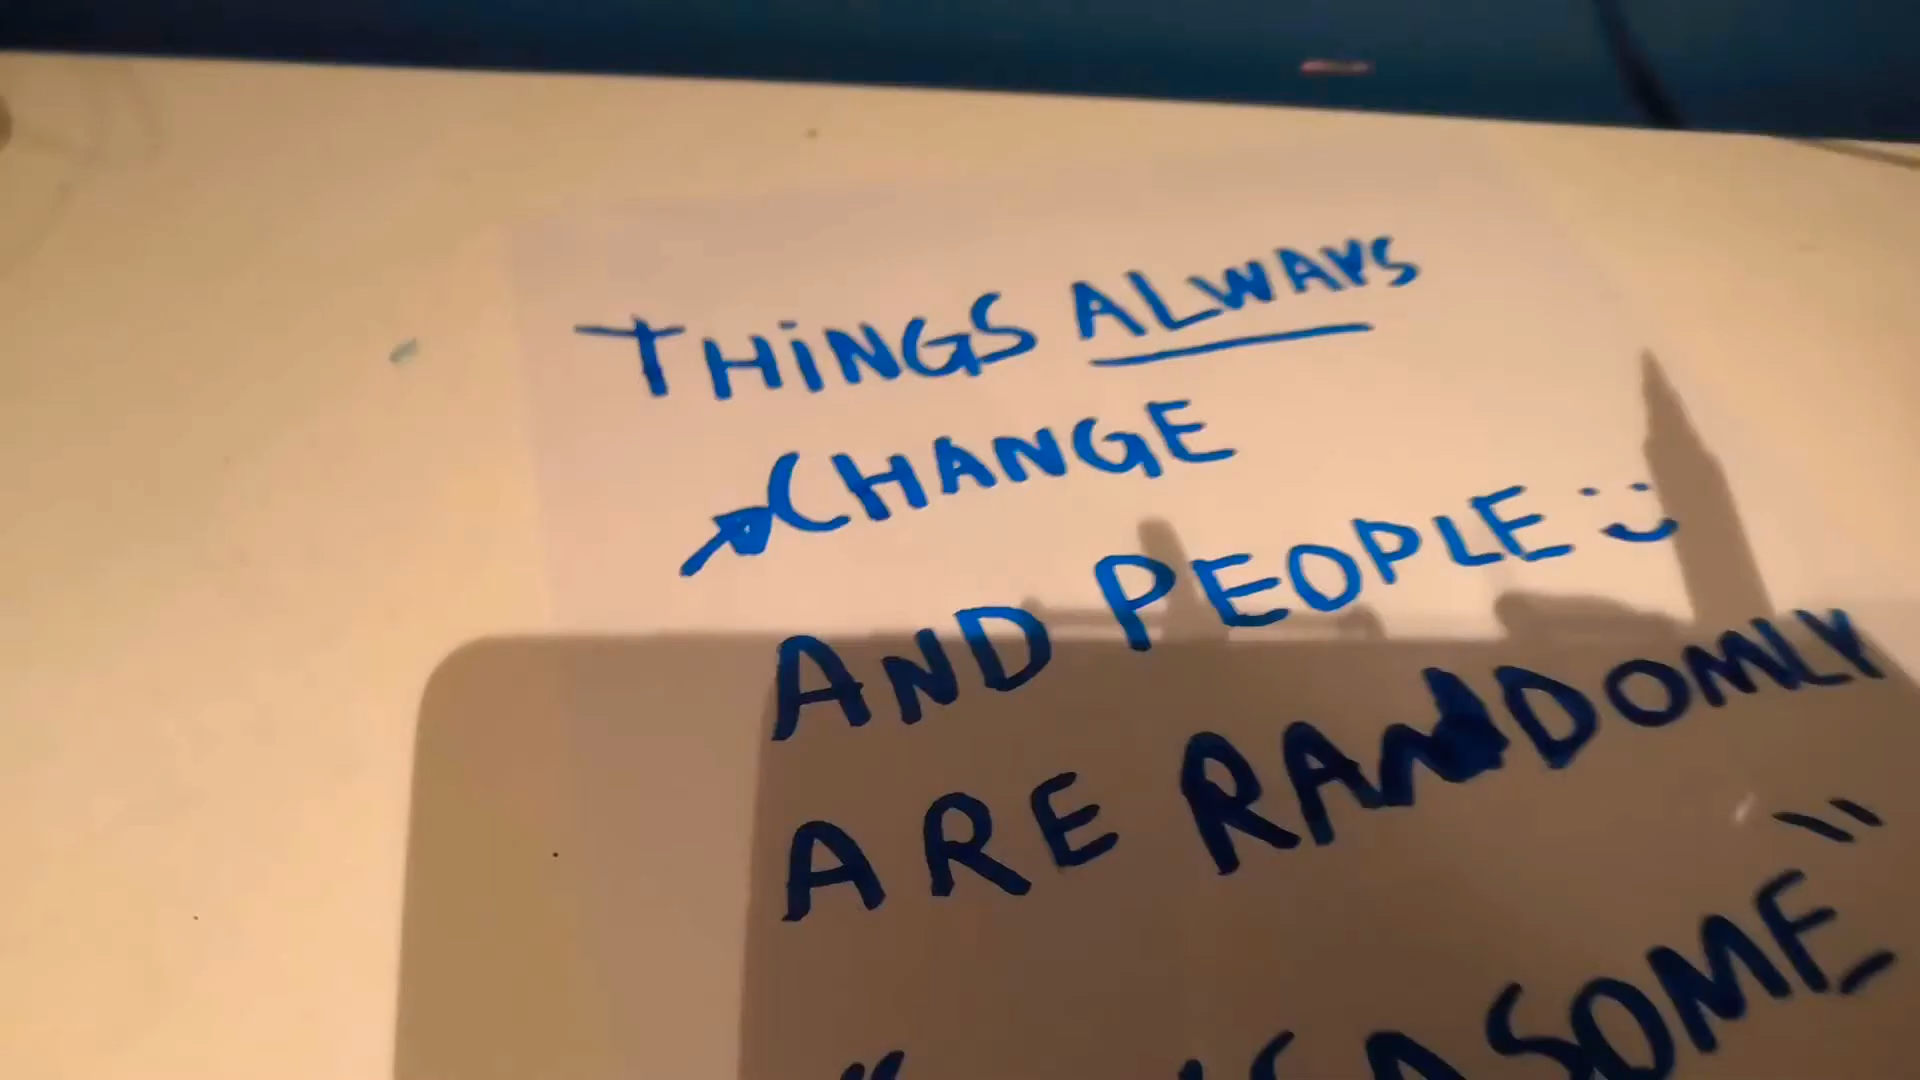 THINGS ALWAYS
CHANGE
AND PEOPLE :)
ARE RANDOMLY
"